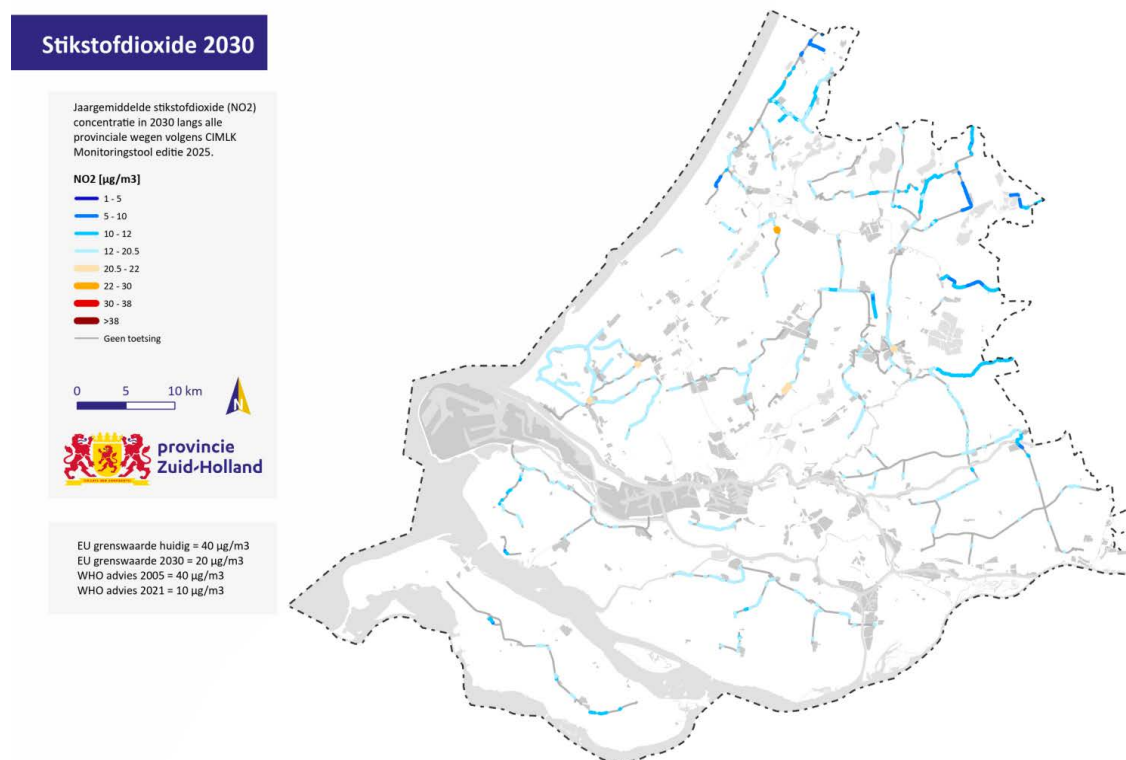 Stikstofdioxide 2030
Jaargemiddelde stikstofdioxide (NO2)
concentratie in 2030 langs alle
provinciale wegen volgens CIMLK
Monitoringstool editie 2025.
NO2 [µg/m3]
1 - 5
5 - 10
10 - 12
12 - 20.5
20.5 - 22
22 - 30
30 - 38
>38
Geen toetsing
0 5 10 km
N
provincie
Zuid-Holland
EU grenswaarde huidig = 40 µg/m3
EU grenswaarde 2030 = 20 µg/m3
WHO advies 2005 = 40 µg/m3
WHO advies 2021 = 10 µg/m3